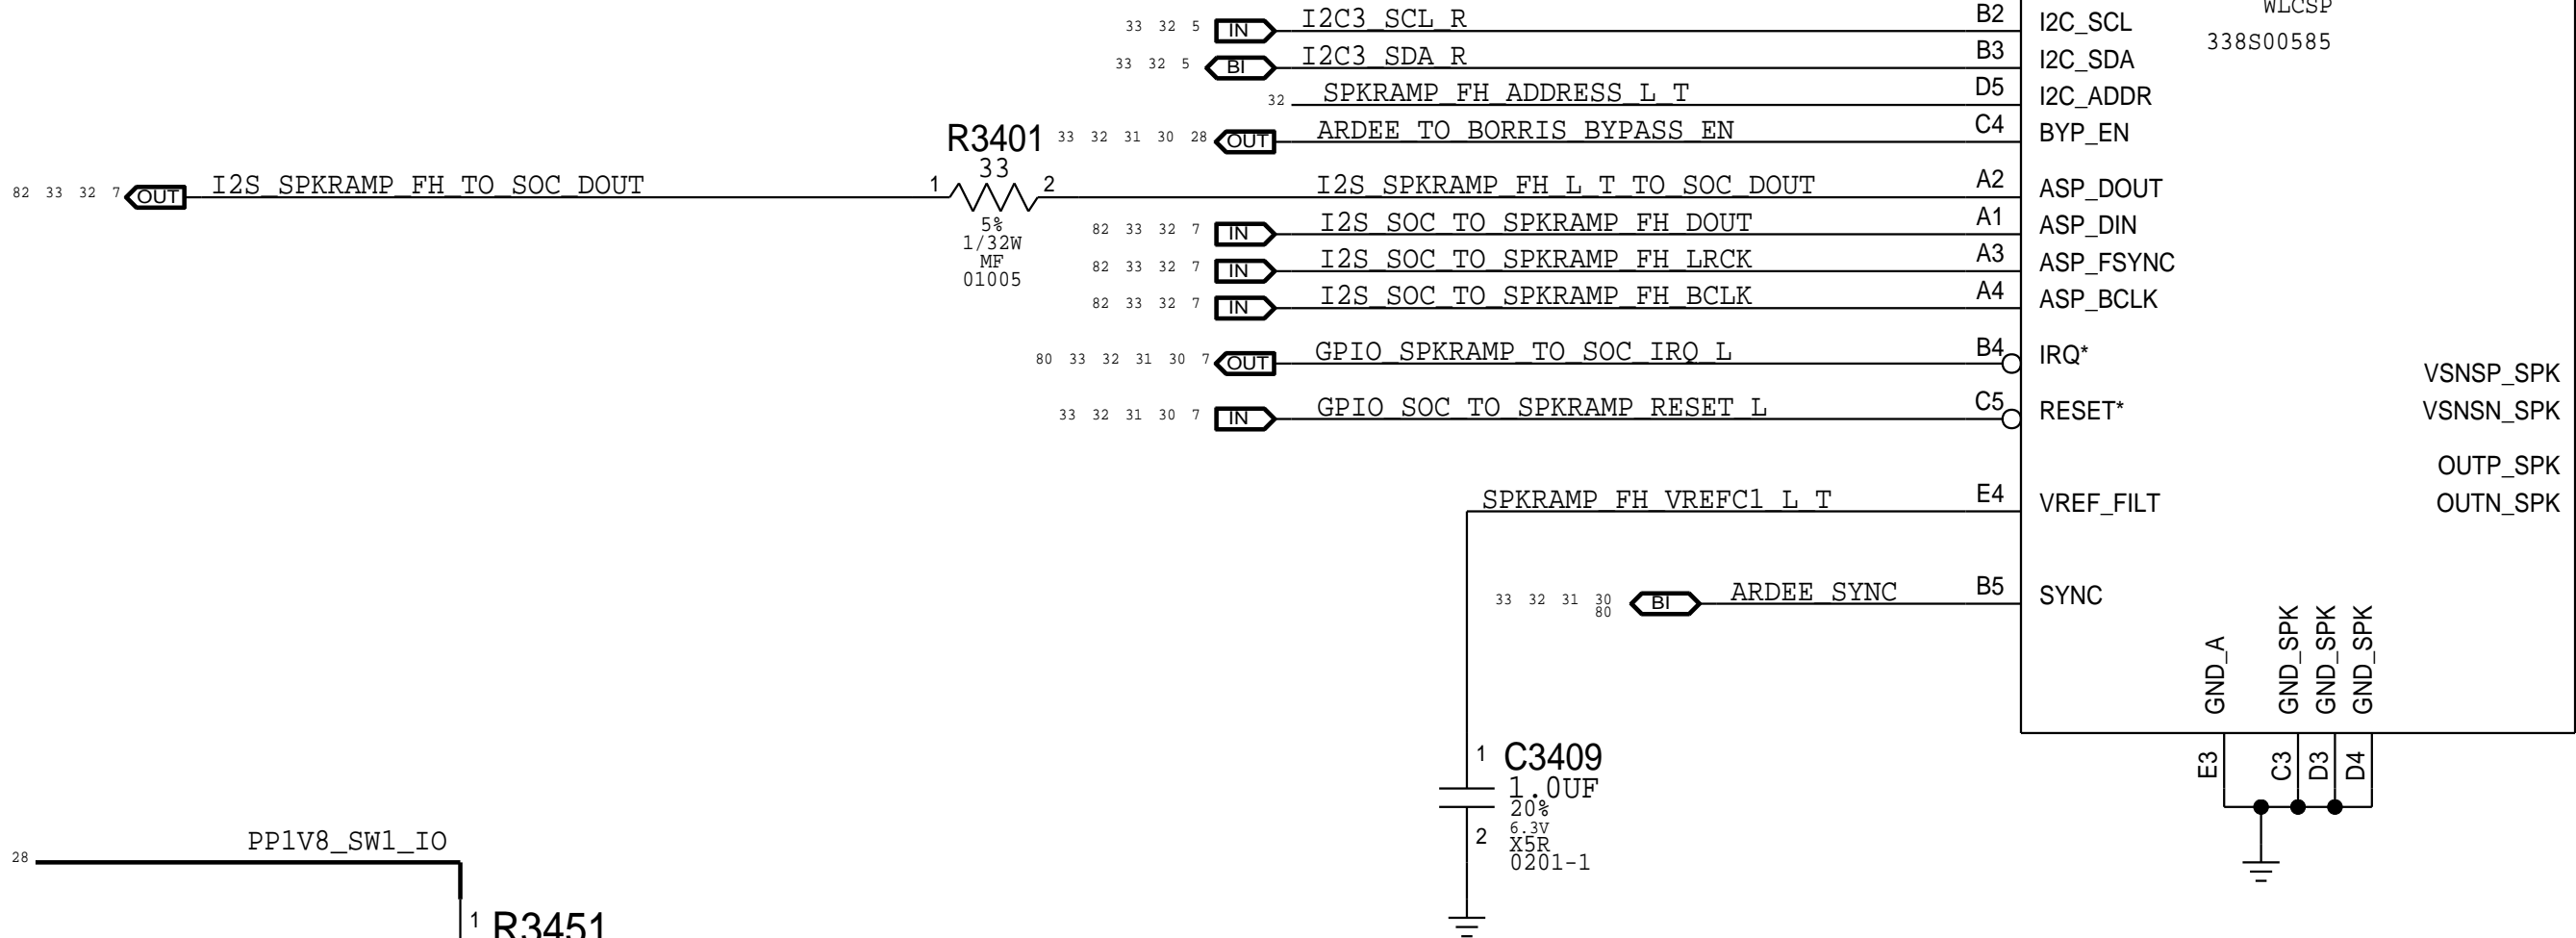 WLCSP
338S00585
33 32 5 IN I2C3_SCL_R B2 I2C_SCL
33 32 5 BI I2C3_SDA_R B3 I2C_SDA
32 SPKRAMP_FH_ADDRESS_L_T D5 I2C_ADDR
33 32 31 30 28 OUT ARDEE_TO_BORRIS_BYPASS_EN C4 BYP_EN
R3401
33
82 33 32 7 OUT I2S_SPKRAMP_FH_TO_SOC_DOUT 1 2 I2S_SPKRAMP_FH_L_T_TO_SOC_DOUT A2 ASP_DOUT
5%
1/32W
MF
01005
82 33 32 7 IN I2S_SOC_TO_SPKRAMP_FH_DOUT A1 ASP_DIN
82 33 32 7 IN I2S_SOC_TO_SPKRAMP_FH_LRCK A3 ASP_FSYNC
82 33 32 7 IN I2S_SOC_TO_SPKRAMP_FH_BCLK A4 ASP_BCLK
80 33 32 31 30 7 OUT GPIO_SPKRAMP_TO_SOC_IRQ_L B4 IRQ*
VSNSP_SPK
33 32 31 30 7 IN GPIO_SOC_TO_SPKRAMP_RESET_L C5 RESET*
VSNSN_SPK
OUTP_SPK
SPKRAMP_FH_VREFC1_L_T E4 VREF_FILT
OUTN_SPK
33 32 31 30 BI ARDEE_SYNC B5 SYNC
80
GND_A
GND_SPK
GND_SPK
GND_SPK
E3
C3
D3
D4
1 C3409
1.0UF
20%
6.3V
2 X5R
0201-1
28 PP1V8_SW1_IO
1 R3451